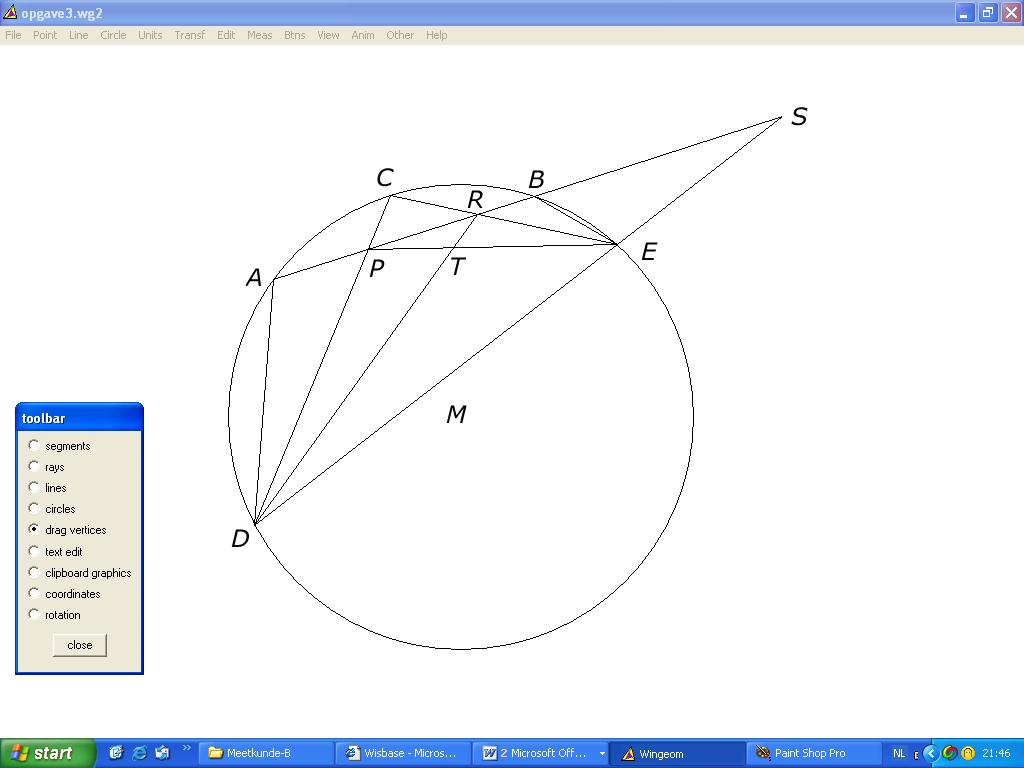 opgave3.wg2
File Point Line Circle Units Transf Edit Meas Btns View Anim Other Help
S
C B
R
E
A P T
M
D
toolbar
segments
rays
lines
circles
drag vertices
text edit
clipboard graphics
coordinates
rotation
close
start » Meetkunde-B Wisbase - Micros... 2 Microsoft Off... Wingeom Paint Shop Pro NL 21:46